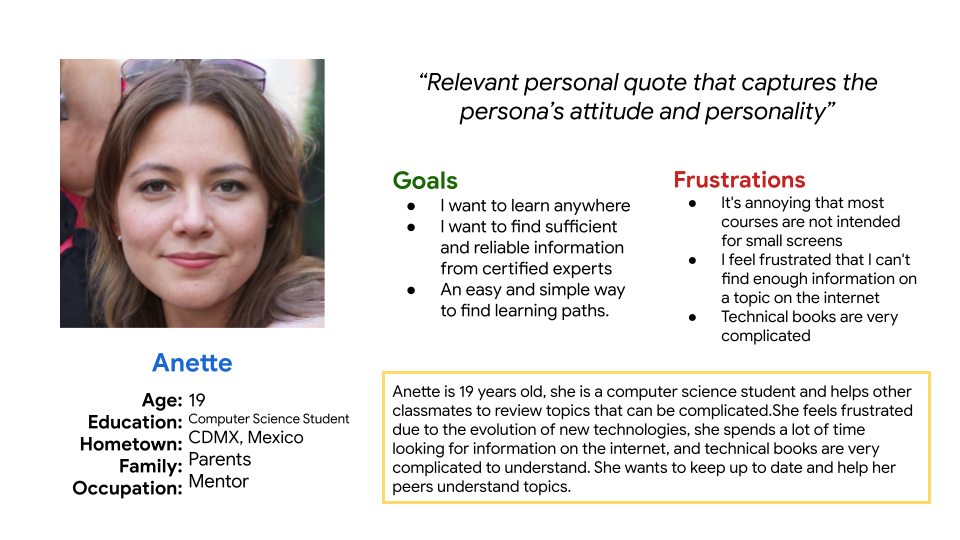 “Relevant personal quote that captures the
persona’s attitude and personality”
Goals
● I want to learn anywhere
● I want to find sufficient
and reliable information
from certified experts
● An easy and simple way
to find learning paths.
Frustrations
● It's annoying that most
courses are not intended
for small screens
● I feel frustrated that I can't
find enough information on
a topic on the internet
● Technical books are very
complicated
Anette
Age: 19
Education: Computer Science Student
Hometown: CDMX, Mexico
Family: Parents
Occupation: Mentor
Anette is 19 years old, she is a computer science student and helps other
classmates to review topics that can be complicated.She feels frustrated
due to the evolution of new technologies, she spends a lot of time
looking for information on the internet, and technical books are very
complicated to understand. She wants to keep up to date and help her
peers understand topics.